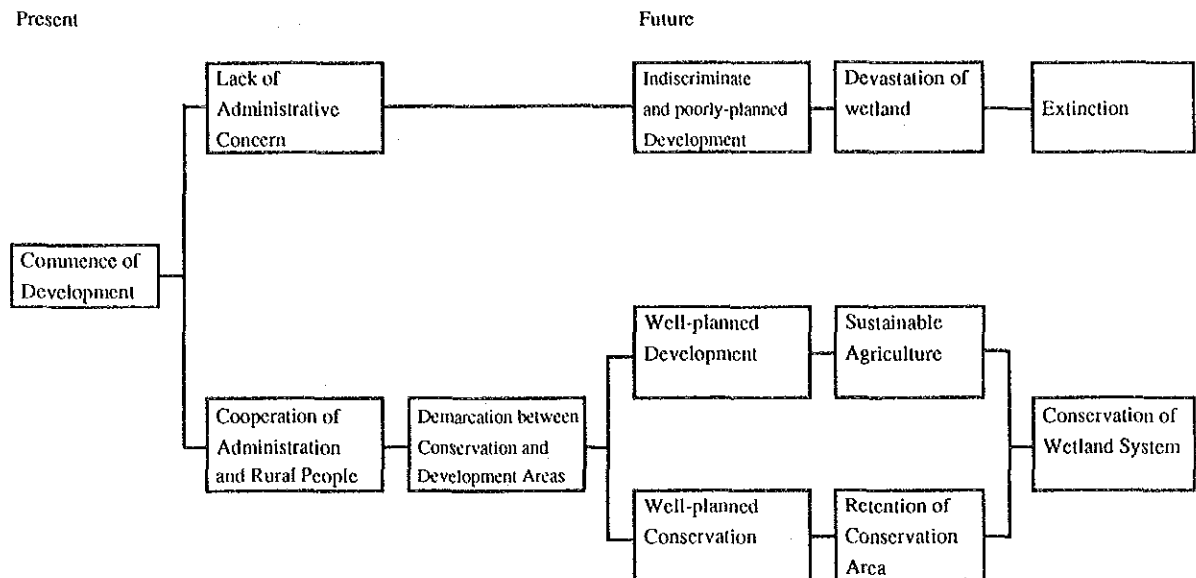 Present
Future
Lack of
Administrative
Concern
Indiscriminate
and poorly-planned
Development
Devastation of
wetland
Extinction
Commence of
Development
Well-planned
Development
Sustainable
Agriculture
Cooperation of
Administration
and Rural People
Demarcation between
Conservation and
Development Areas
Conservation of
Wetland System
Well-planned
Conservation
Retention of
Conservation
Area